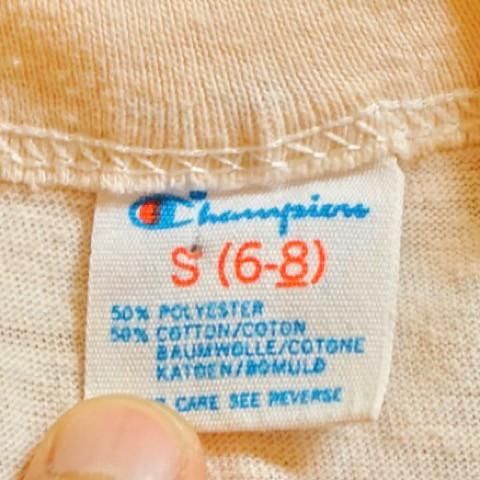 Champion
S (6-8)
50% POLYESTER
50% COTTON/COTON
BAUMWOLLE/COTONE
KATOEN/BOMULD
CARE SEE REVERSE